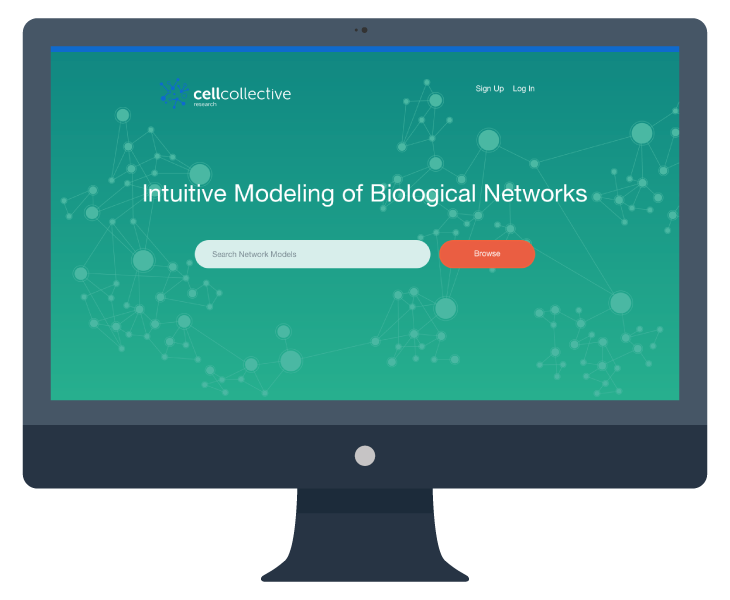 cellcollective
research
Sign Up Log In
Intuitive Modeling of Biological Networks
Search Network Models
Browse